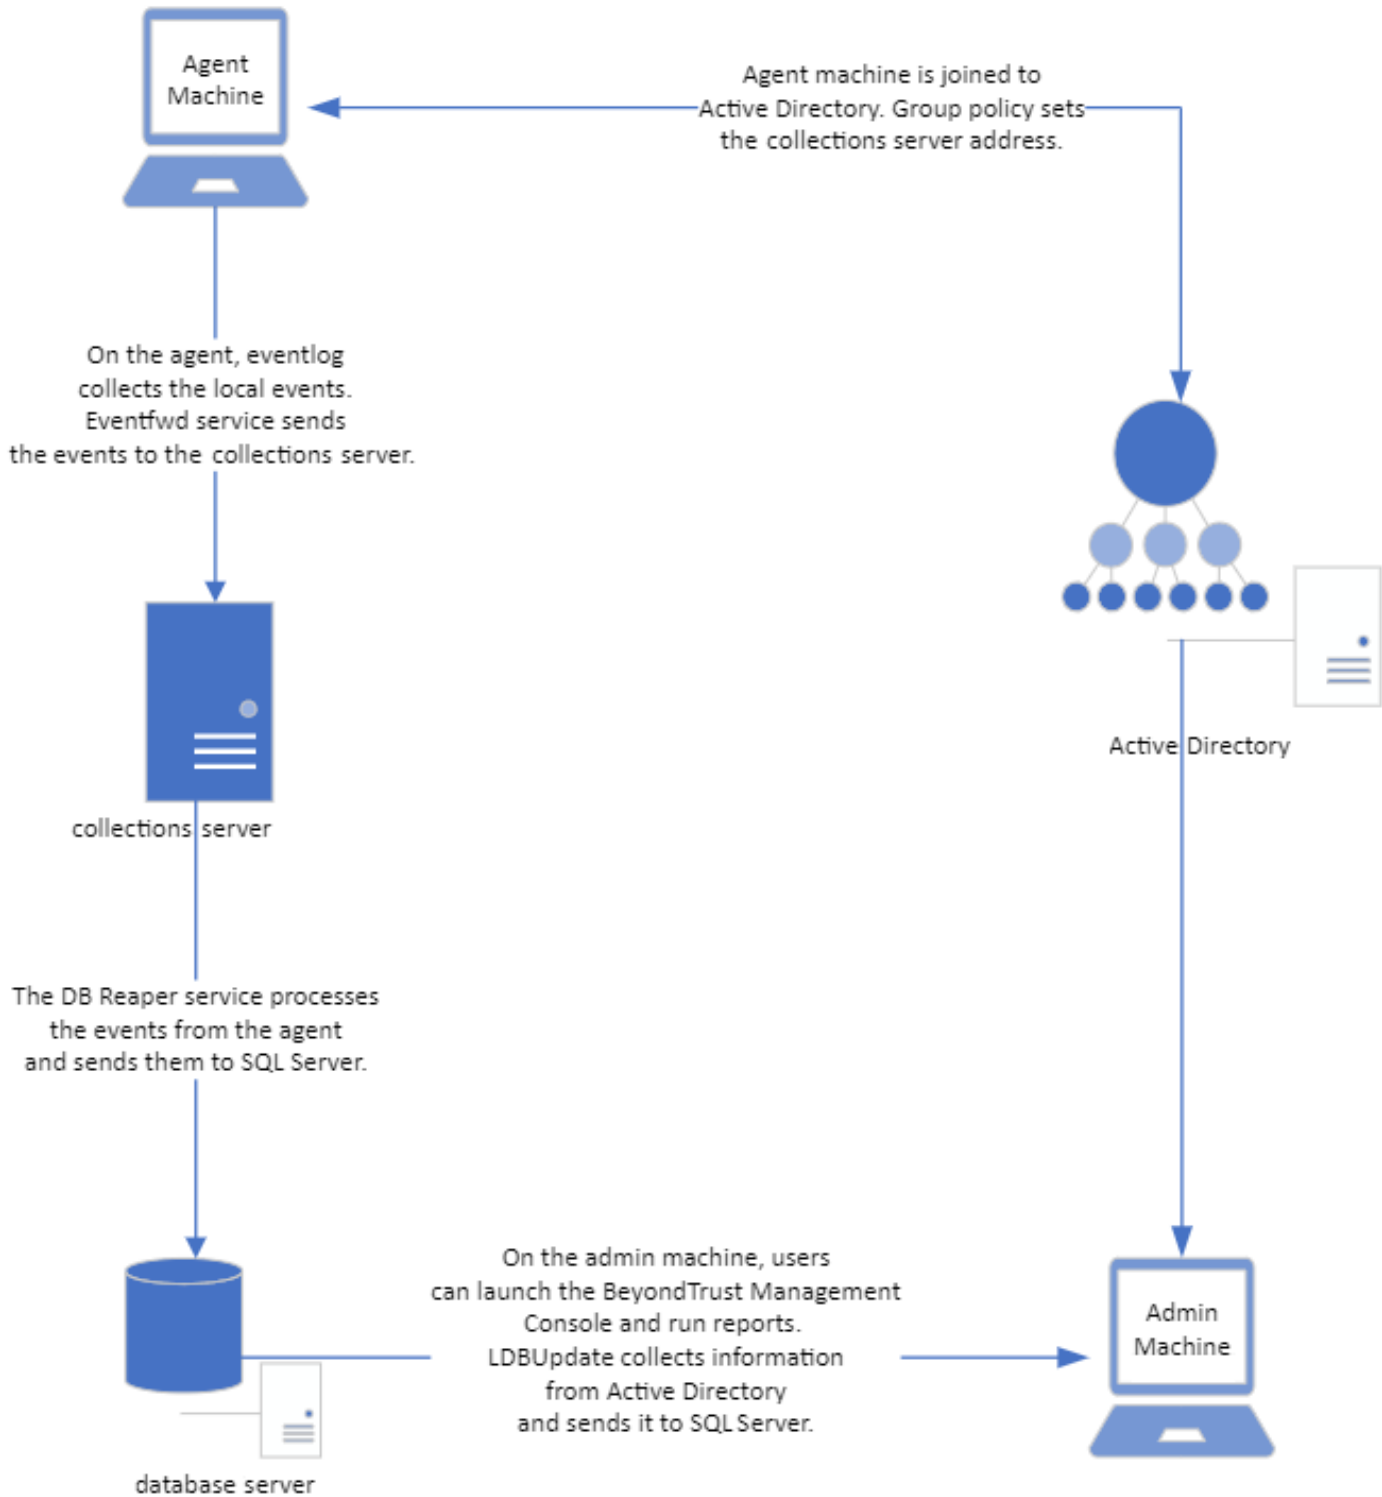 Agent
Machine
Agent machine is joined to
Active Directory. Group policy sets
the collections server address.
On the agent, eventlog
collects the local events.
Eventfwd service sends
the events to the collections server.
Active Directory
collections server
The DB Reaper service processes
the events from the agent
and sends them to SQL Server.
On the admin machine, users
can launch the BeyondTrust Management
Console and run reports.
LDBUpdate collects information
from Active Directory
and sends it to SQL Server.
Admin
Machine
database server